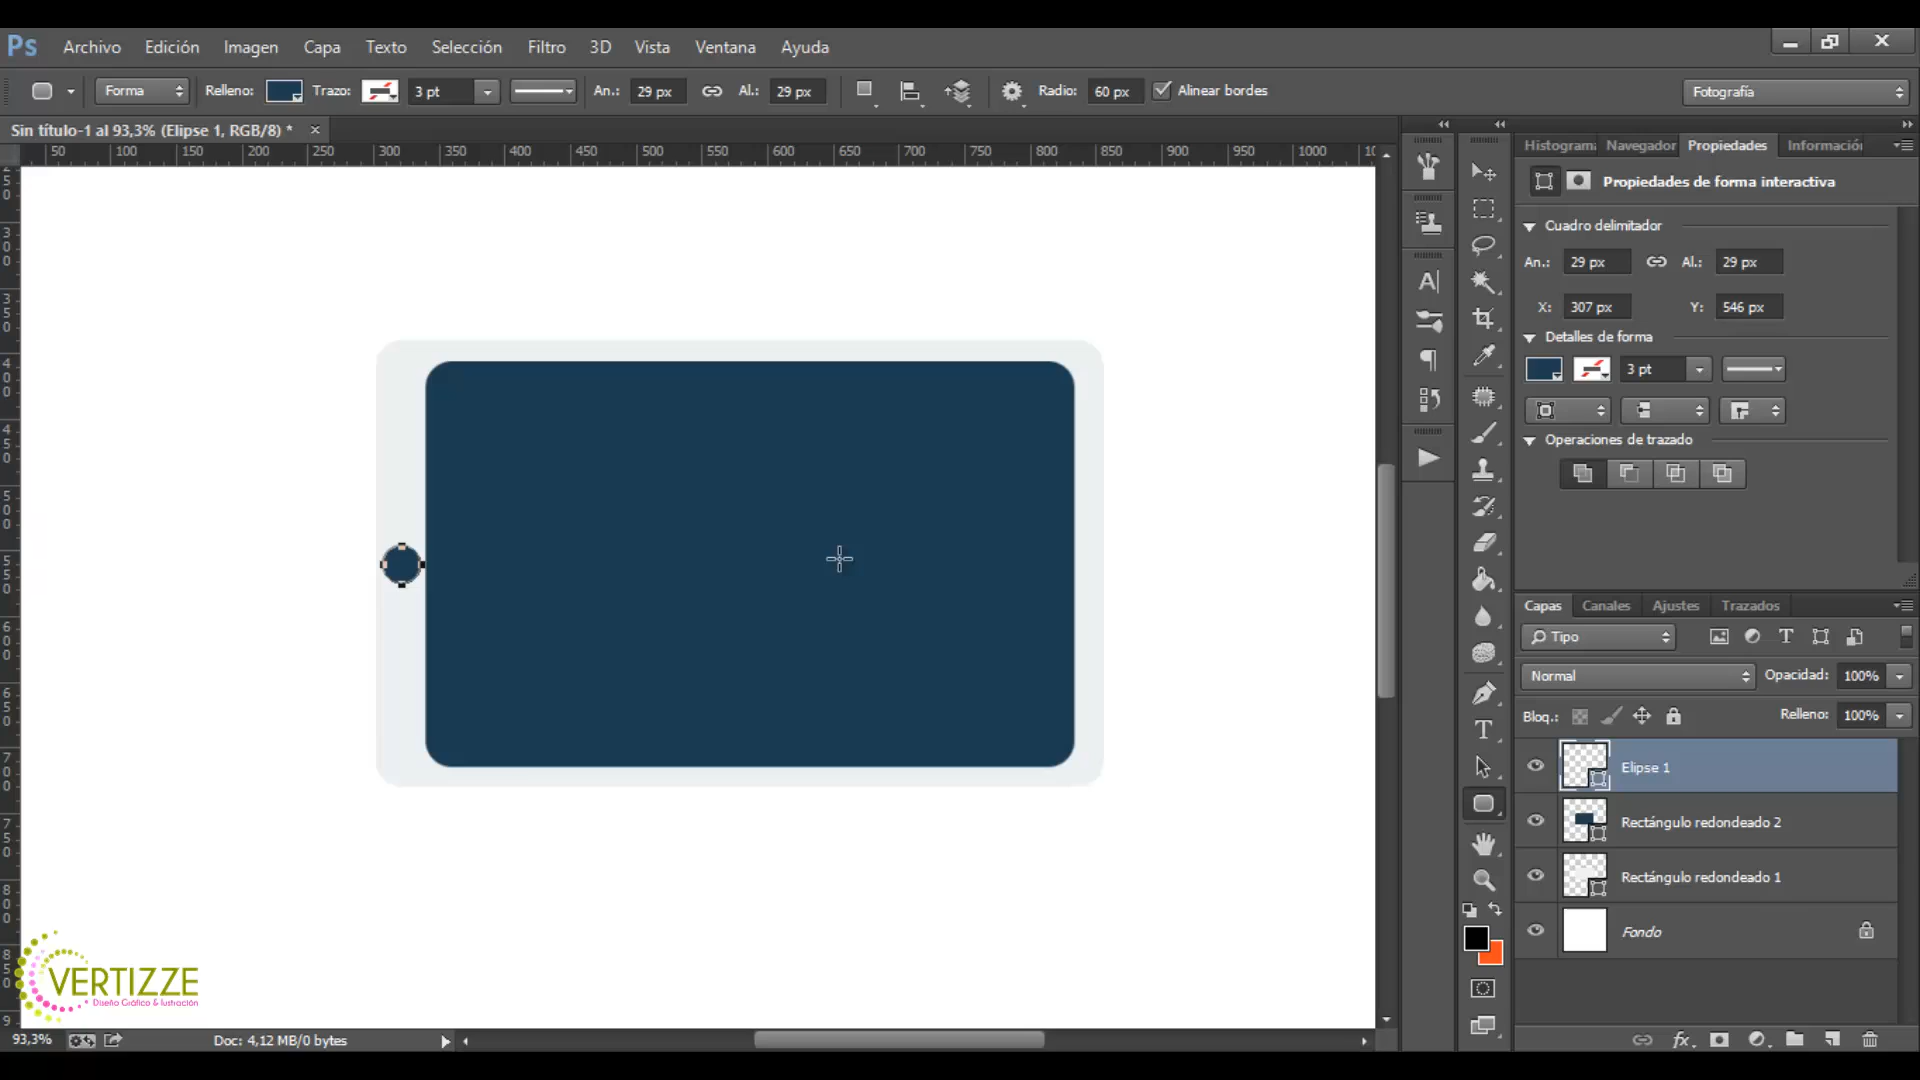 Ps Archivo Edición Imagen Capa Texto Selección Filtro 3D Vista Ventana Ayuda
Forma Relleno: Trazo: 3 pt An.: 29 px Al.: 29 px Radio: 60 px Alinear bordes Fotografía
Sin título-1 al 93,3% (Elipse 1, RGB/8) *
50 100 150 200 250 300 350 400 450 500 550 600 650 700 750 800 850 900 950 1000
Histograma Navegador Propiedades Información
Propiedades de forma interactiva
Cuadro delimitador
An.: 29 px Al.: 29 px
X: 307 px Y: 546 px
Detalles de forma
3 pt
Operaciones de trazado
Capas Canales Ajustes Trazados
Tipo
Normal Opacidad: 100%
Bloq.: Relleno: 100%
Elipse 1
Rectángulo redondeado 2
Rectángulo redondeado 1
Fondo
VERTIZZE
Diseño Gráfico & Ilustración
93,3% Doc: 4,12 MB/0 bytes